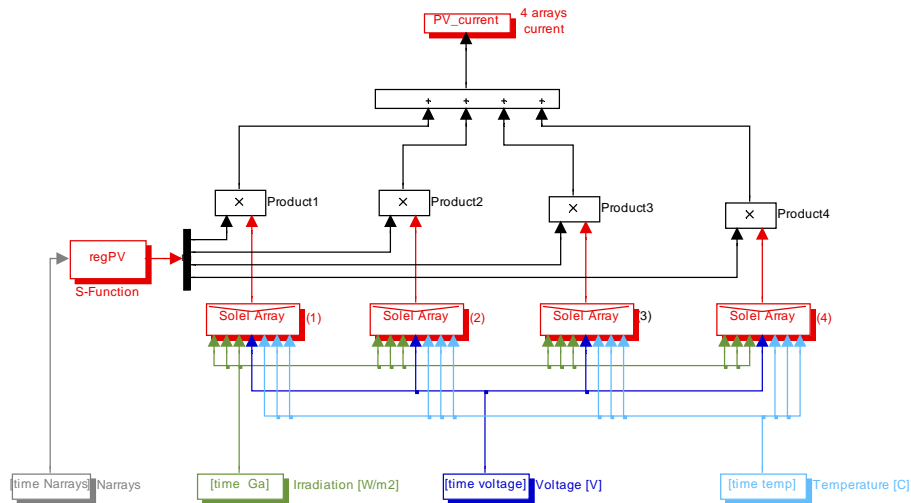 PV_current
4 arrays
current
+ + + +
× Product1
× Product2
× Product3
× Product4
regPV
S-Function
Solel Array (1)
Solel Array (2)
Solel Array (3)
Solel Array (4)
[time Narrays] Narrays
[time Ga] Irradiation [W/m2]
[time voltage] Voltage [V]
[time temp] Temperature [C]